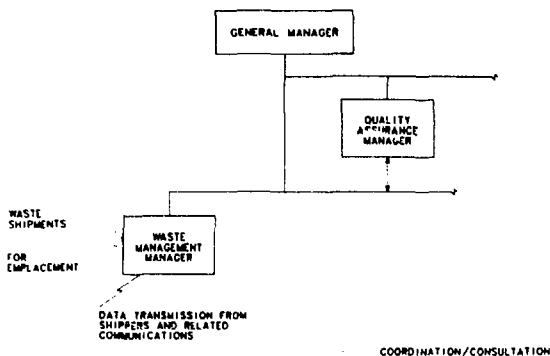 GENERAL MANAGER
QUALITY
ASSURANCE
MANAGER
WASTE
SHIPMENTS
FOR
EMPLACEMENT
WASTE
MANAGEMENT
MANAGER
DATA TRANSMISSION FROM
SHIPPERS AND RELATED
COMMUNICATIONS
COORDINATION/CONSULTATION